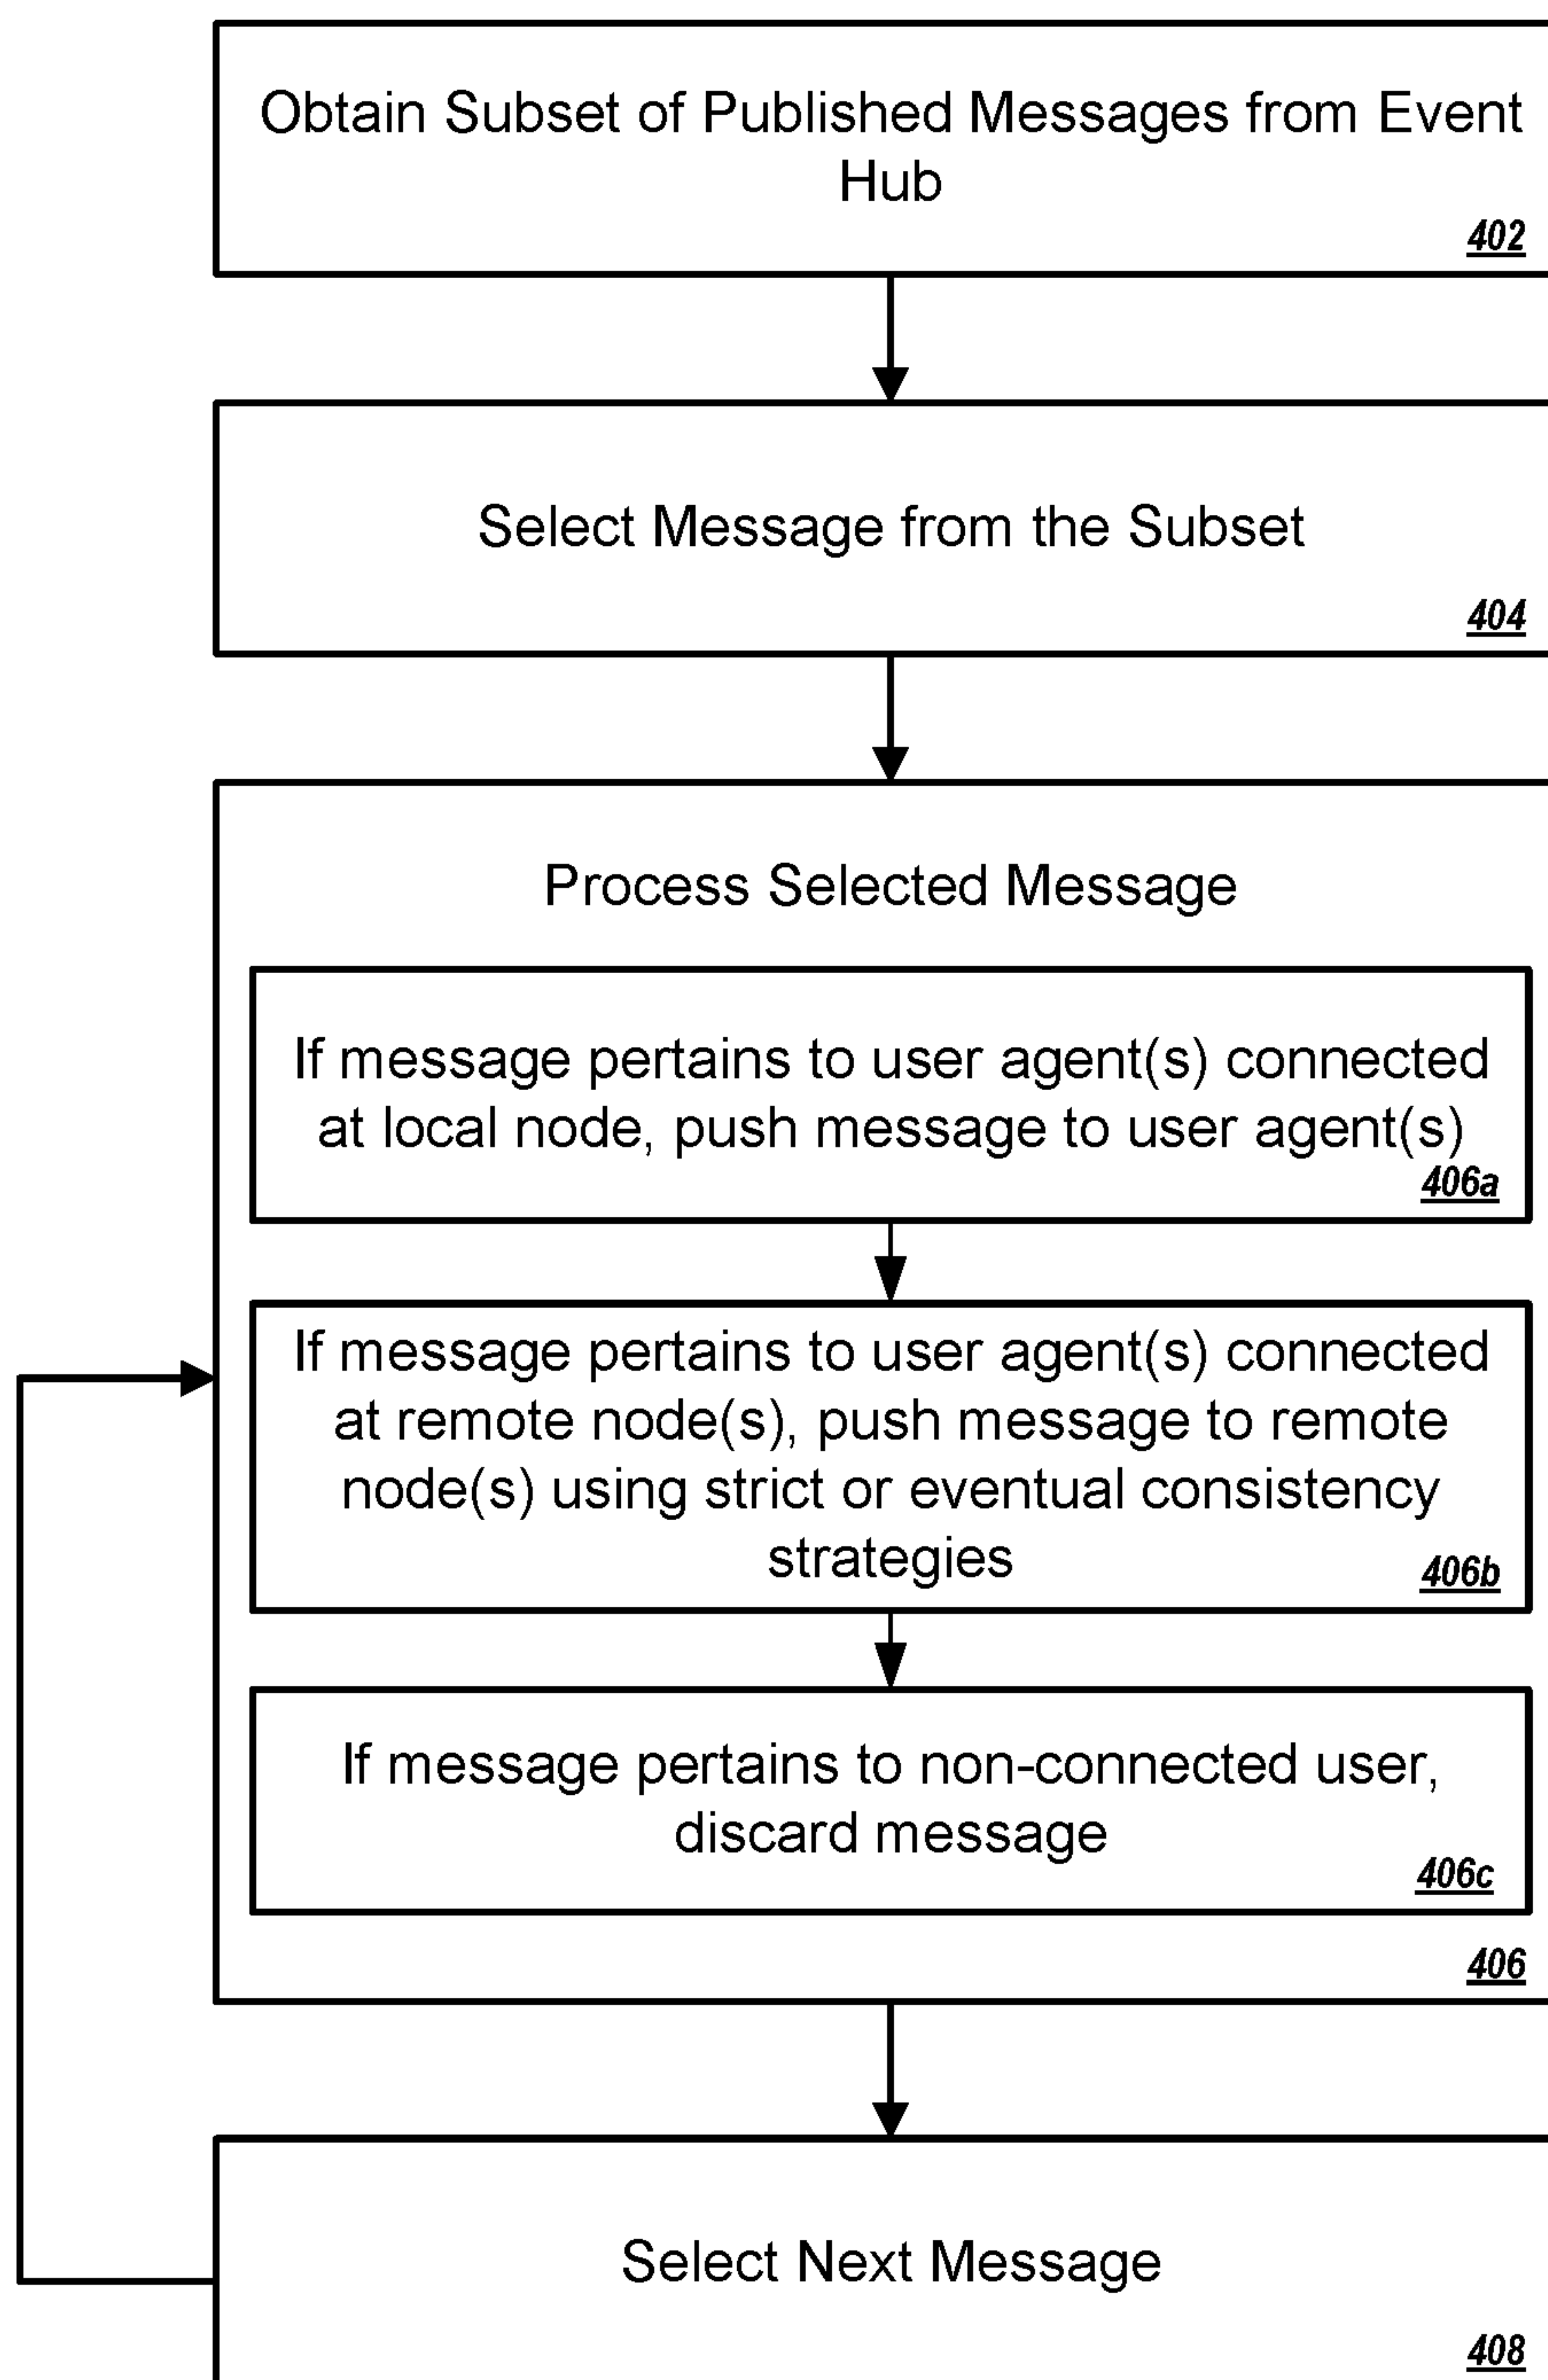 Obtain Subset of Published Messages from Event
Hub
402
Select Message from the Subset
404
Process Selected Message
If message pertains to user agent(s) connected
at local node, push message to user agent(s)
406a
If message pertains to user agent(s) connected
at remote node(s), push message to remote
node(s) using strict or eventual consistency
strategies
406b
If message pertains to non-connected user,
discard message
406c
406
Select Next Message
408